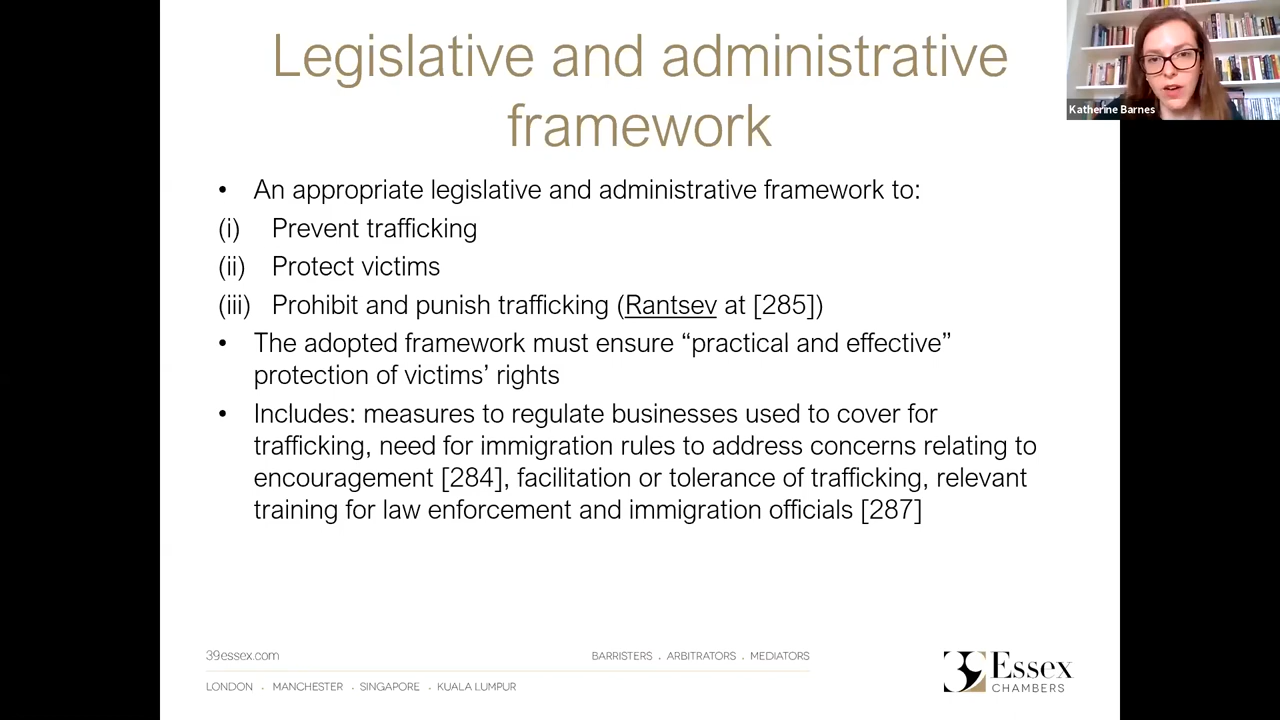 Legislative and administrative
framework
Katherine Barnes
• An appropriate legislative and administrative framework to:
(i) Prevent trafficking
(ii) Protect victims
(iii) Prohibit and punish trafficking (Rantsev at [285])
• The adopted framework must ensure “practical and effective”
protection of victims’ rights
• Includes: measures to regulate businesses used to cover for
trafficking, need for immigration rules to address concerns relating to
encouragement [284], facilitation or tolerance of trafficking, relevant
training for law enforcement and immigration officials [287]
39essex.com
BARRISTERS . ARBITRATORS . MEDIATORS
LONDON . MANCHESTER . SINGAPORE . KUALA LUMPUR
39 Essex
CHAMBERS